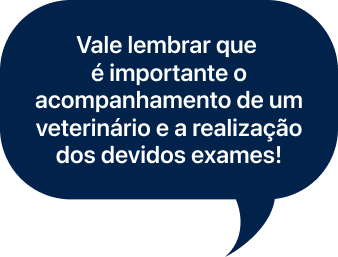 Vale lembrar que
é importante o
acompanhamento de um
veterinário e a realização
dos devidos exames!